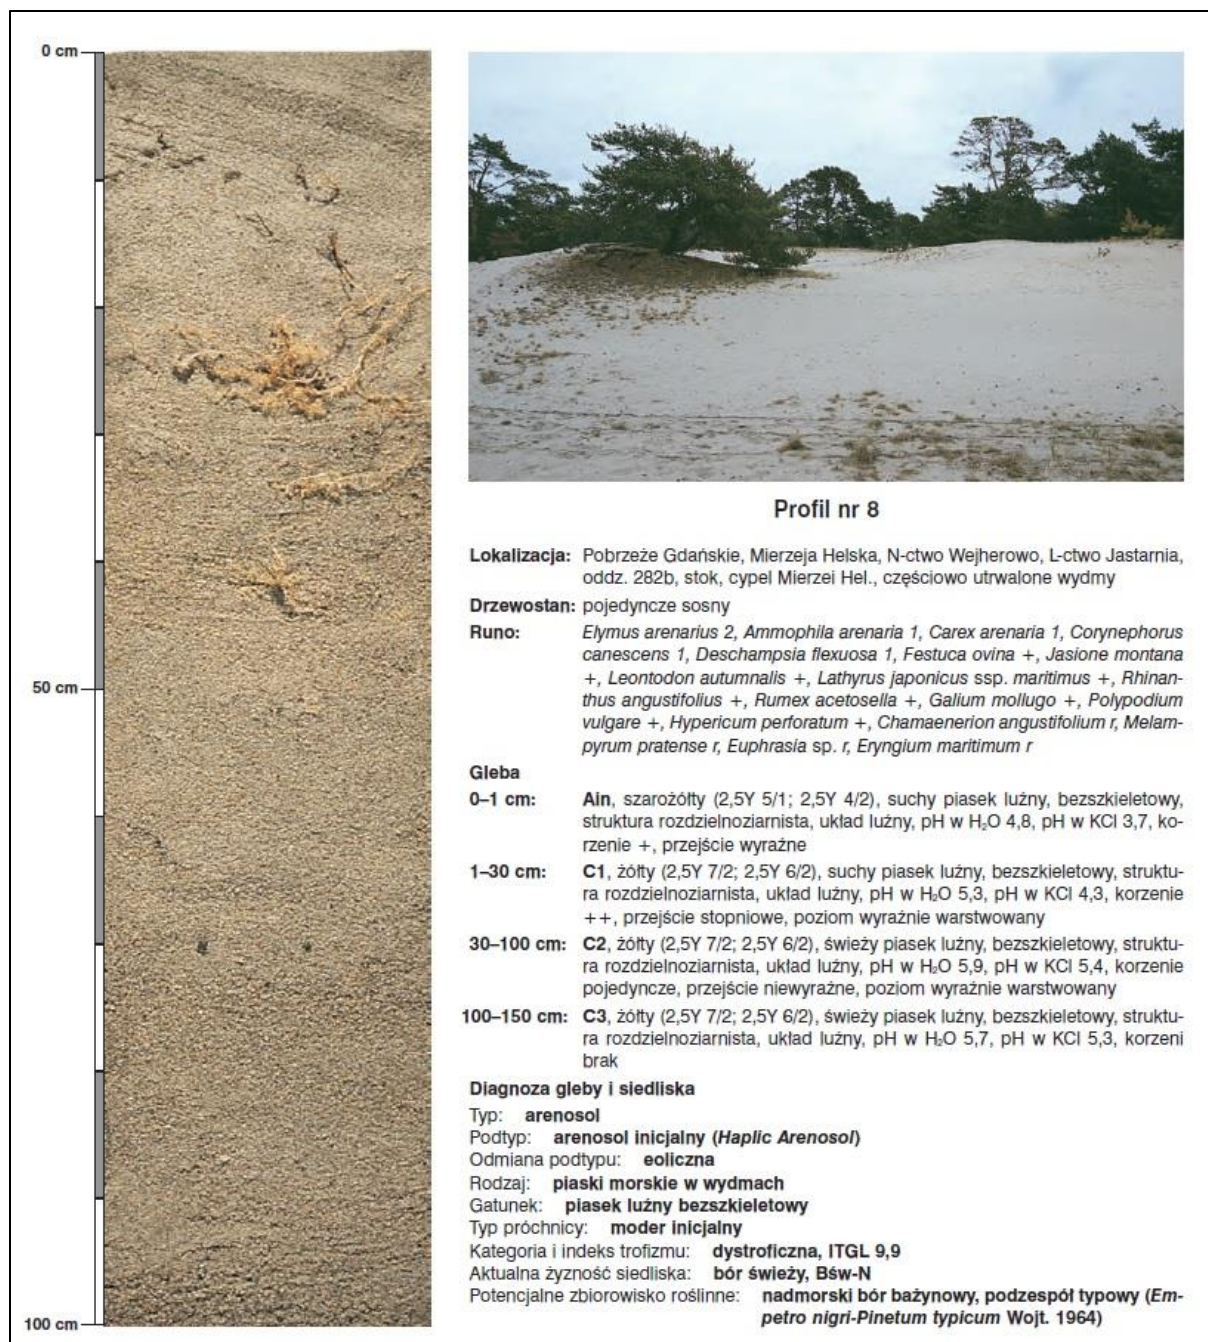 0 cm
50 cm
100 cm
Profil nr 8
Lokalizacja: Pobrzeże Gdańskie, Mierzeja Helska, N-ctwo Wejherowo, L-ctwo Jastarnia,
oddz. 282b, stok, cypel Mierzei Hel., częściowo utrwalone wydmy
Drzewostan: pojedyncze sosny
Runo: Elymus arenarius 2, Ammophila arenaria 1, Carex arenaria 1, Corynephorus
canescens 1, Deschampsia flexuosa 1, Festuca ovina +, Jasione montana
+, Leontodon autumnalis +, Lathyrus japonicus ssp. maritimus +, Rhinan-
thus angustifolius +, Rumex acetosella +, Galium mollugo +, Polypodium
vulgare +, Hypericum perforatum +, Chamaenerion angustifolium r, Melam-
pyrum pratense r, Euphrasia sp. r, Eryngium maritimum r
Gleba
0–1 cm: Ain, szarożółty (2,5Y 5/1; 2,5Y 4/2), suchy piasek luźny, bezszkieletowy,
struktura rozdzielnoziarnista, układ luźny, pH w H₂O 4,8, pH w KCl 3,7, ko-
rzenie +, przejście wyraźne
1–30 cm: C1, żółty (2,5Y 7/2; 2,5Y 6/2), suchy piasek luźny, bezszkieletowy, struktu-
ra rozdzielnoziarnista, układ luźny, pH w H₂O 5,3, pH w KCl 4,3, korzenie
++, przejście stopniowe, poziom wyraźnie warstwowany
30–100 cm: C2, żółty (2,5Y 7/2; 2,5Y 6/2), świeży piasek luźny, bezszkieletowy, struktu-
ra rozdzielnoziarnista, układ luźny, pH w H₂O 5,9, pH w KCl 5,4, korzenie
pojedyncze, przejście niewyraźne, poziom wyraźnie warstwowany
100–150 cm: C3, żółty (2,5Y 7/2; 2,5Y 6/2), świeży piasek luźny, bezszkieletowy, struktu-
ra rozdzielnoziarnista, układ luźny, pH w H₂O 5,7, pH w KCl 5,3, korzeni
brak
Diagnoza gleby i siedliska
Typ: arenosol
Podtyp: arenosol inicjalny (Haplic Arenosol)
Odmiana podtypu: eoliczna
Rodzaj: piaski morskie w wydmach
Gatunek: piasek luźny bezszkieletowy
Typ próchnicy: moder inicjalny
Kategoria i indeks trofizmu: dystroficzna, ITGL 9,9
Aktualna żyzność siedliska: bór świeży, Bśw-N
Potencjalne zbiorowisko roślinne: nadmorski bór bażynowy, podzespół typowy (Em-
petro nigri-Pinetum typicum Wojt. 1964)